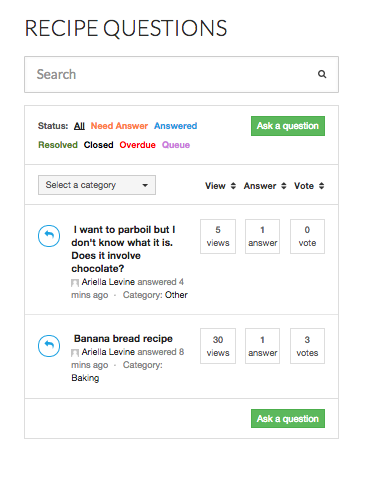 RECIPE QUESTIONS
Search
Status: All Need Answer Answered
Ask a question
Resolved Closed Overdue Queue
Select a category
View Answer Vote
I want to parboil but I
don't know what it is.
Does it involve
chocolate?
Ariella Levine answered 4
mins ago - Category: Other
5
views
1
answer
0
vote
Banana bread recipe
Ariella Levine answered 8
mins ago - Category:
Baking
30
views
1
answer
3
votes
Ask a question